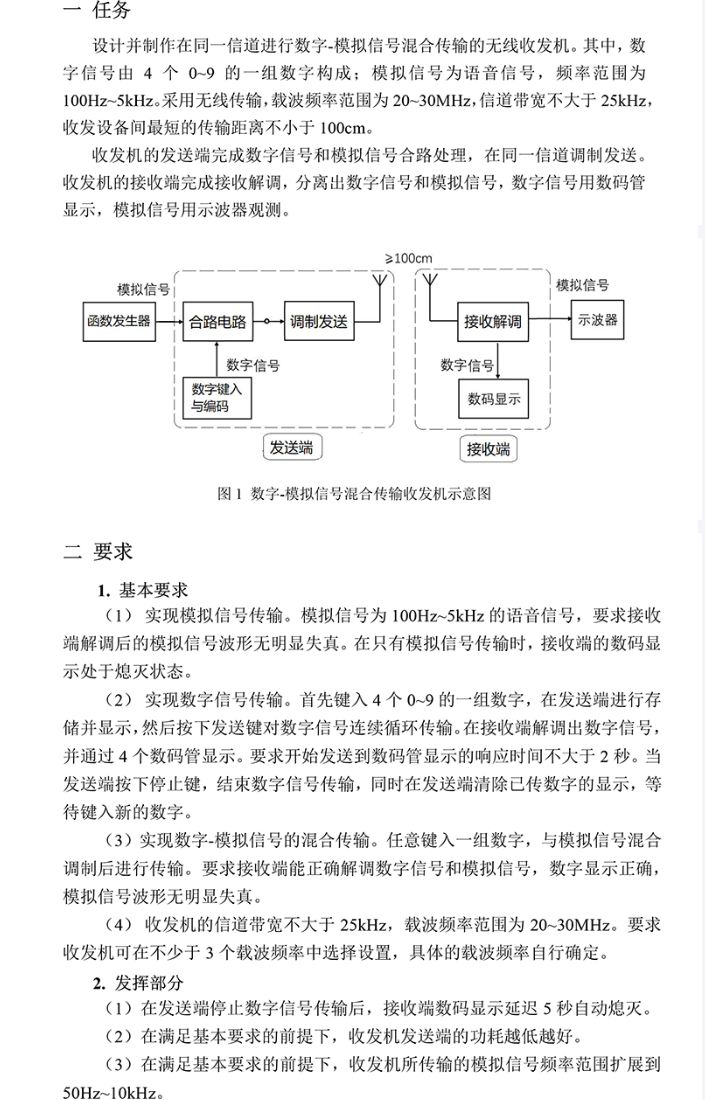 一 任务
设计并制作在同一信道进行数字-模拟信号混合传输的无线收发机。其中，数
字信号由 4 个 0~9 的一组数字构成；模拟信号为语音信号，频率范围为
100Hz~5kHz。采用无线传输，载波频率范围为 20~30MHz，信道带宽不大于 25kHz，
收发设备间最短的传输距离不小于 100cm。
收发机的发送端完成数字信号和模拟信号合路处理，在同一信道调制发送。
收发机的接收端完成接收解调，分离出数字信号和模拟信号，数字信号用数码管
显示，模拟信号用示波器观测。
≥100cm
模拟信号
模拟信号
函数发生器
合路电路
调制发送
接收解调
示波器
数字信号
数字信号
数字键入
与编码
数码显示
发送端
接收端
图 1 数字-模拟信号混合传输收发机示意图
二 要求
1. 基本要求
（1） 实现模拟信号传输。模拟信号为 100Hz~5kHz 的语音信号，要求接收
端解调后的模拟信号波形无明显失真。在只有模拟信号传输时，接收端的数码显
示处于熄灭状态。
（2） 实现数字信号传输。首先键入 4 个 0~9 的一组数字，在发送端进行存
储并显示，然后按下发送键对数字信号连续循环传输。在接收端解调出数字信号，
并通过 4 个数码管显示。要求开始发送到数码管显示的响应时间不大于 2 秒。当
发送端按下停止键，结束数字信号传输，同时在发送端清除已传数字的显示，等
待键入新的数字。
（3）实现数字-模拟信号的混合传输。任意键入一组数字，与模拟信号混合
调制后进行传输。要求接收端能正确解调数字信号和模拟信号，数字显示正确，
模拟信号波形无明显失真。
（4） 收发机的信道带宽不大于 25kHz，载波频率范围为 20~30MHz。要求
收发机可在不少于 3 个载波频率中选择设置，具体的载波频率自行确定。
2. 发挥部分
（1）在发送端停止数字信号传输后，接收端数码显示延迟 5 秒自动熄灭。
（2）在满足基本要求的前提下，收发机发送端的功耗越低越好。
（3）在满足基本要求的前提下，收发机所传输的模拟信号频率范围扩展到
50Hz~10kHz。